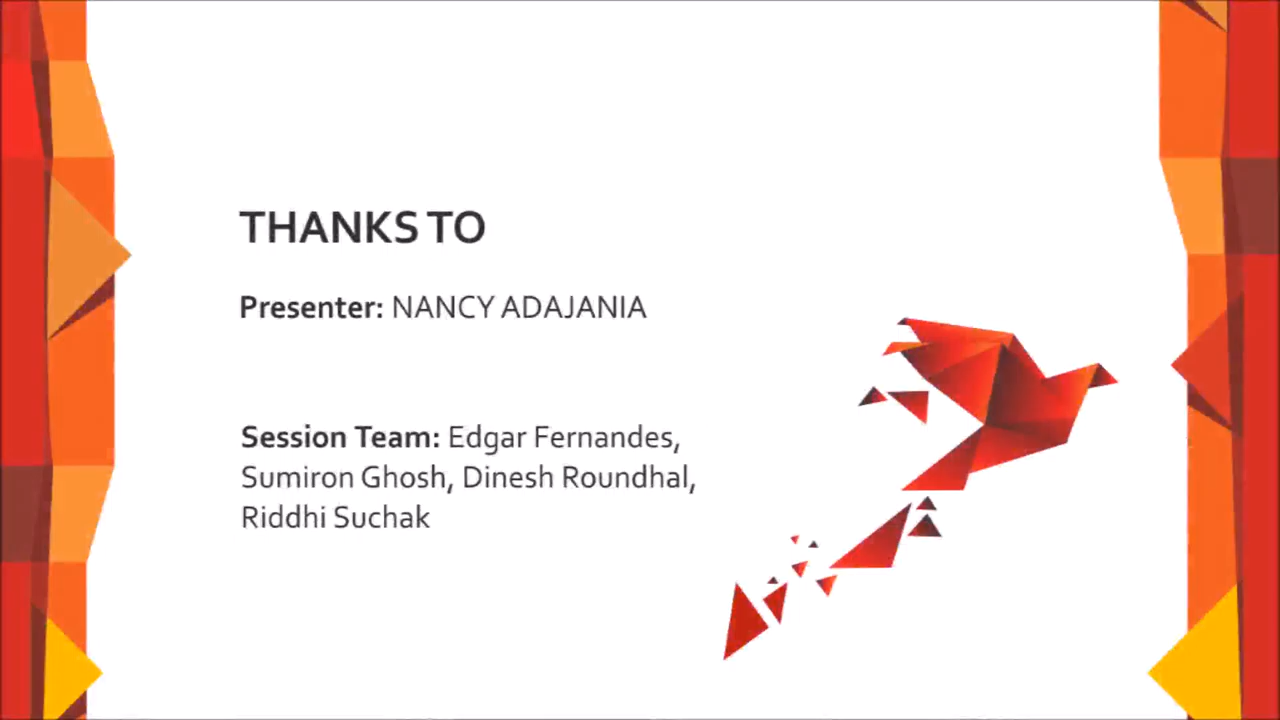 THANKS TO
Presenter: NANCY ADAJANIA
Session Team: Edgar Fernandes,
Sumiron Ghosh, Dinesh Roundhal,
Riddhi Suchak